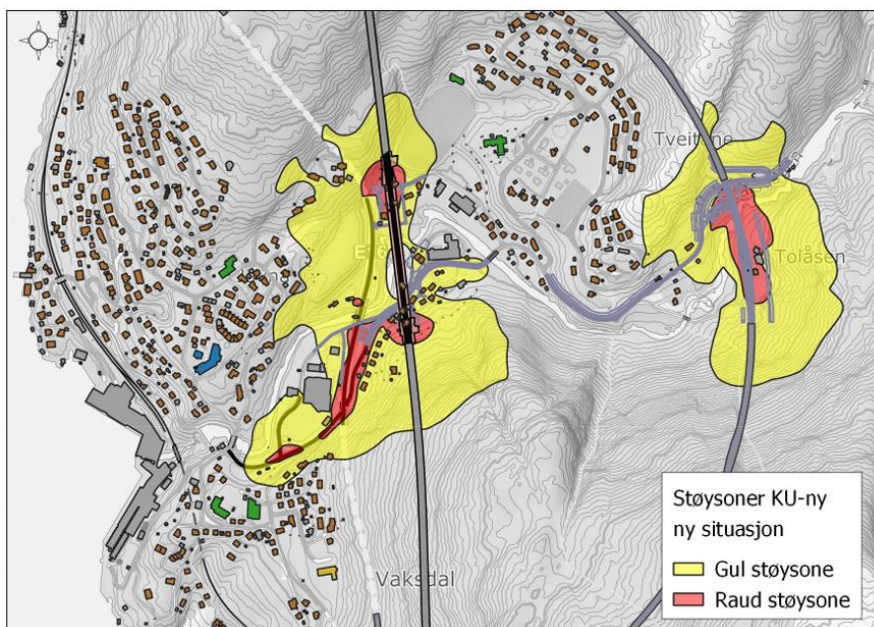 Tveitane
Tolåsen
Vaksdal
Støysoner KU-ny
ny situasjon
Gul støysone
Raud støysone